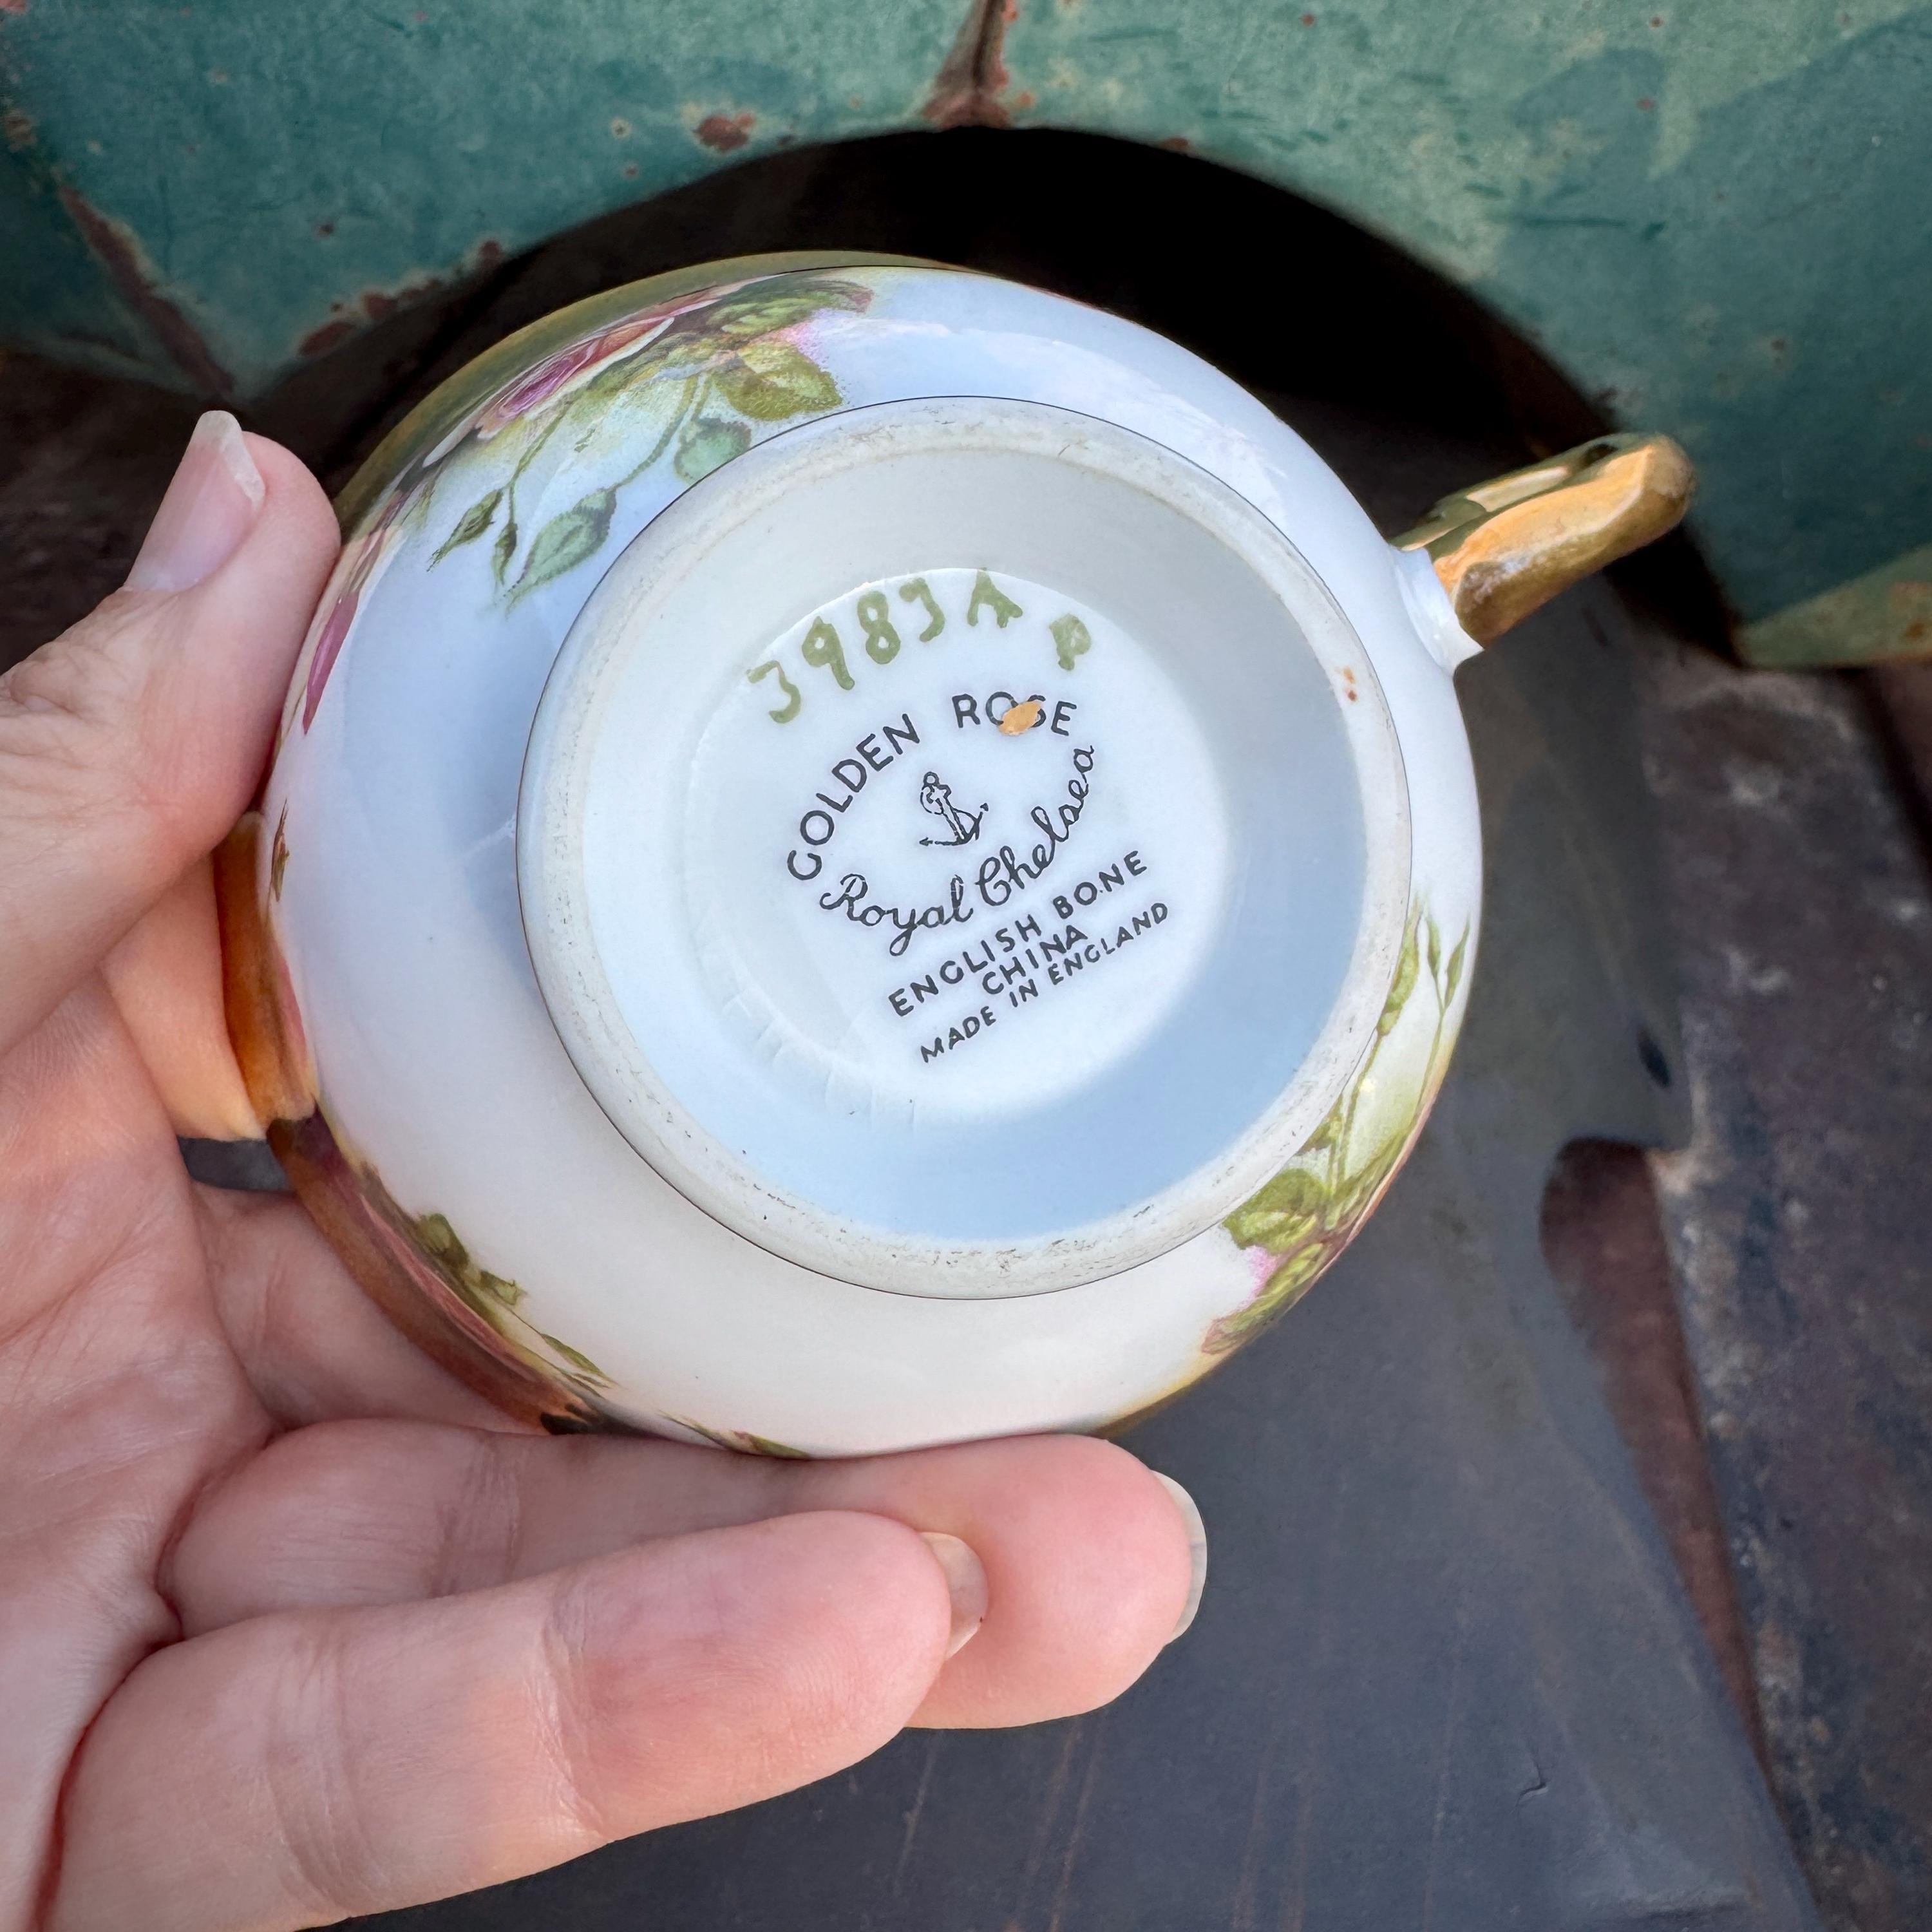 3983A P
GOLDEN ROSE
Royal Chelsea
ENGLISH BONE
CHINA
MADE IN ENGLAND